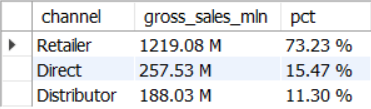 channel gross_sales_mln pct
Retailer 1219.08 M 73.23 %
Direct 257.53 M 15.47 %
Distributor 188.03 M 11.30 %